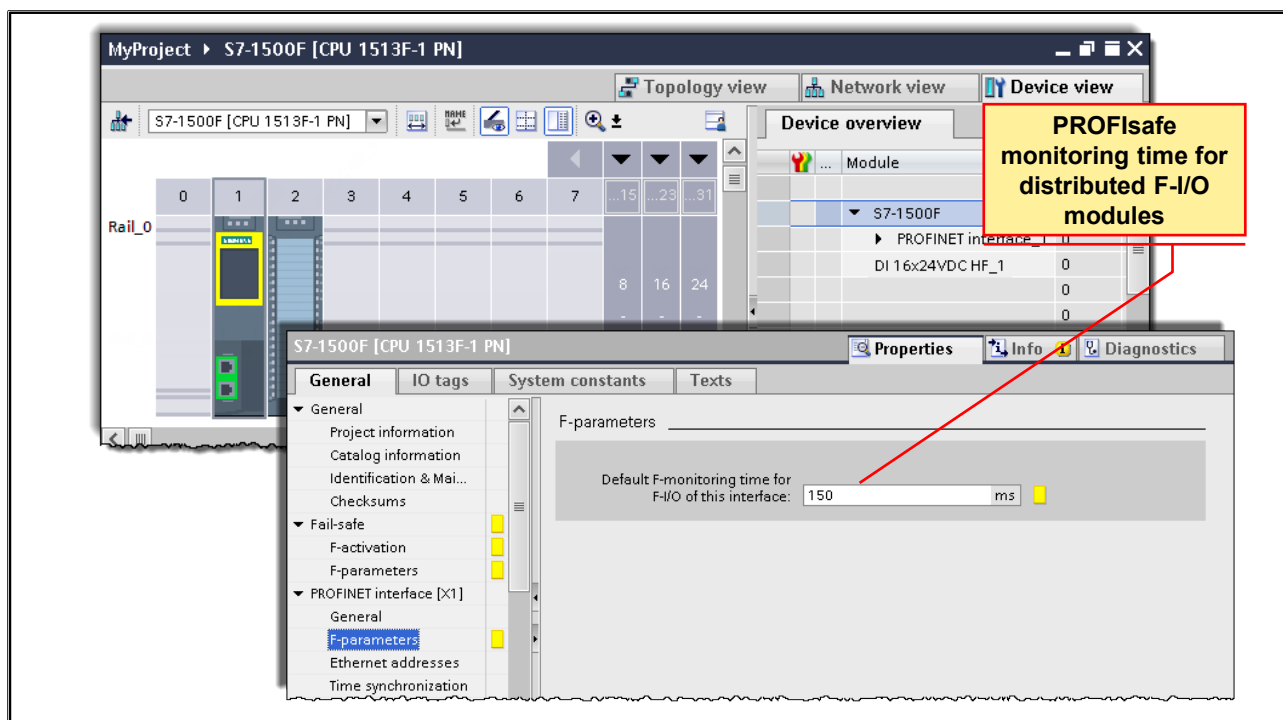 MyProject ▸ S7-1500F [CPU 1513F-1 PN]
Topology view
Network view
Device view
S7-1500F [CPU 1513F-1 PN]
NAME
Device overview
PROFIsafe
monitoring time for
distributed F-I/O
modules
... Module
0 1 2 3 4 5 6 7 ...15 ...23 ...31
Rail_0
SIEMENS
8 16 24
- - -
S7-1500F
PROFINET interface_1 0
DI 16x24VDC HF_1 0
0
0
S7-1500F [CPU 1513F-1 PN]
Properties
Info
Diagnostics
General
IO tags
System constants
Texts
General
Project information
Catalog information
Identification & Mai...
Checksums
Fail-safe
F-activation
F-parameters
PROFINET interface [X1]
General
F-parameters
Ethernet addresses
Time synchronization
F-parameters
Default F-monitoring time for
F-I/O of this interface: 150 ms